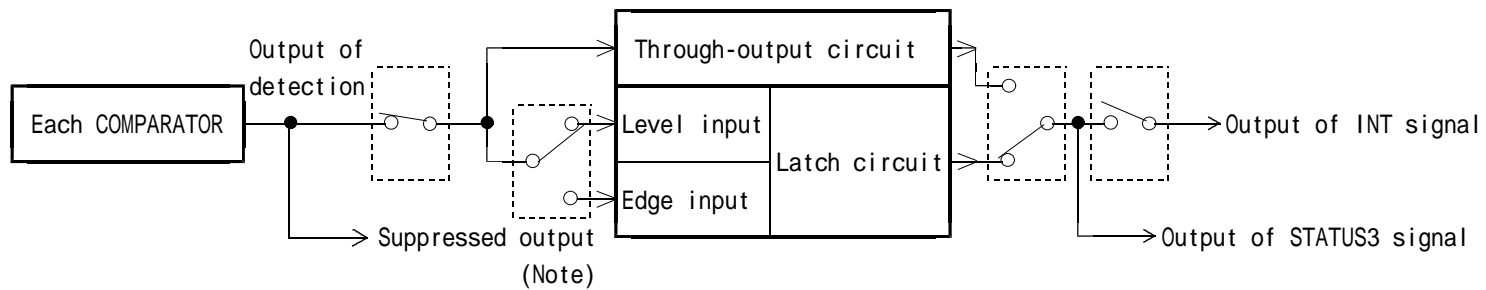 Output of
detection
Through-output circuit
Each COMPARATOR
Level input
Latch circuit
Edge input
Output of INT signal
Suppressed output
(Note)
Output of STATUS3 signal